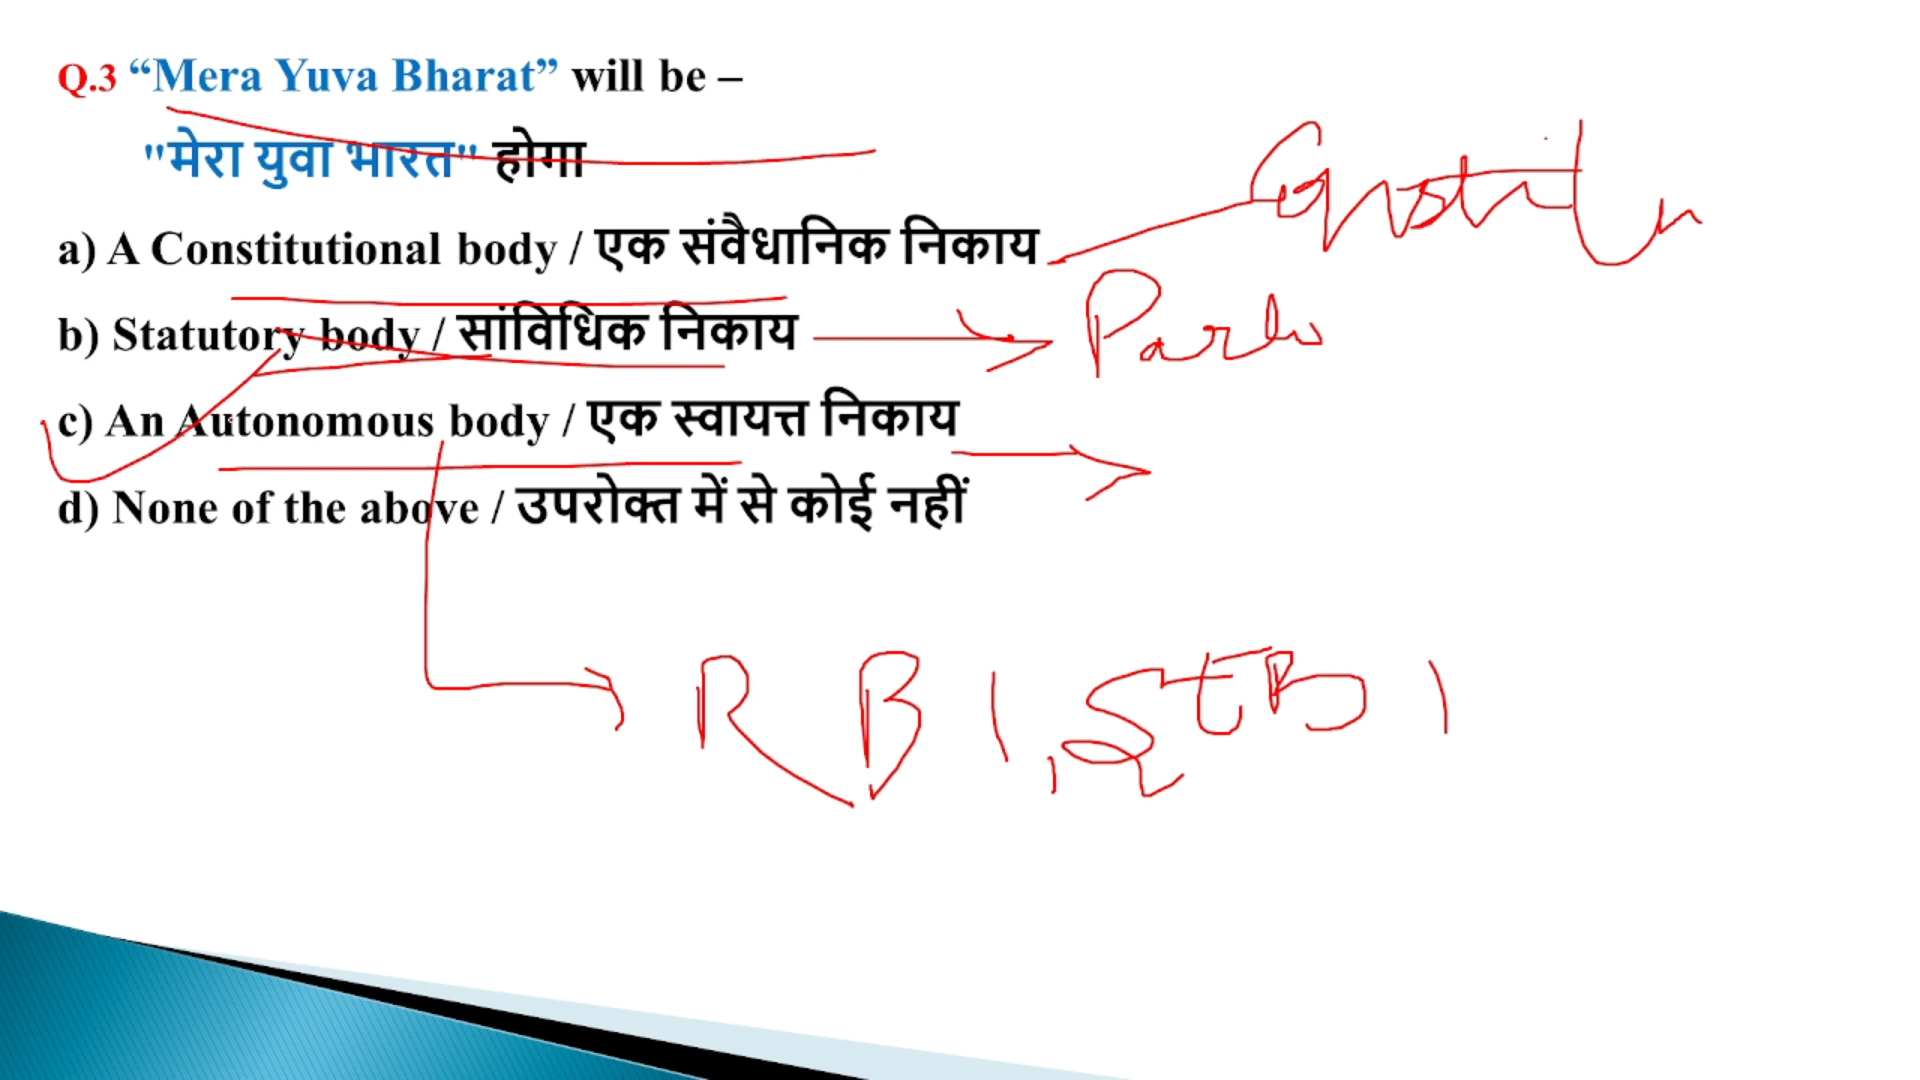 Q.3 “Mera Yuva Bharat” will be –
"मेरा युवा भारत" होगा
a) A Constitutional body / एक संवैधानिक निकाय
b) Statutory body / सांविधिक निकाय
c) An Autonomous body / एक स्वायत्त निकाय
d) None of the above / उपरोक्त में से कोई नहीं
RBI, SEBI